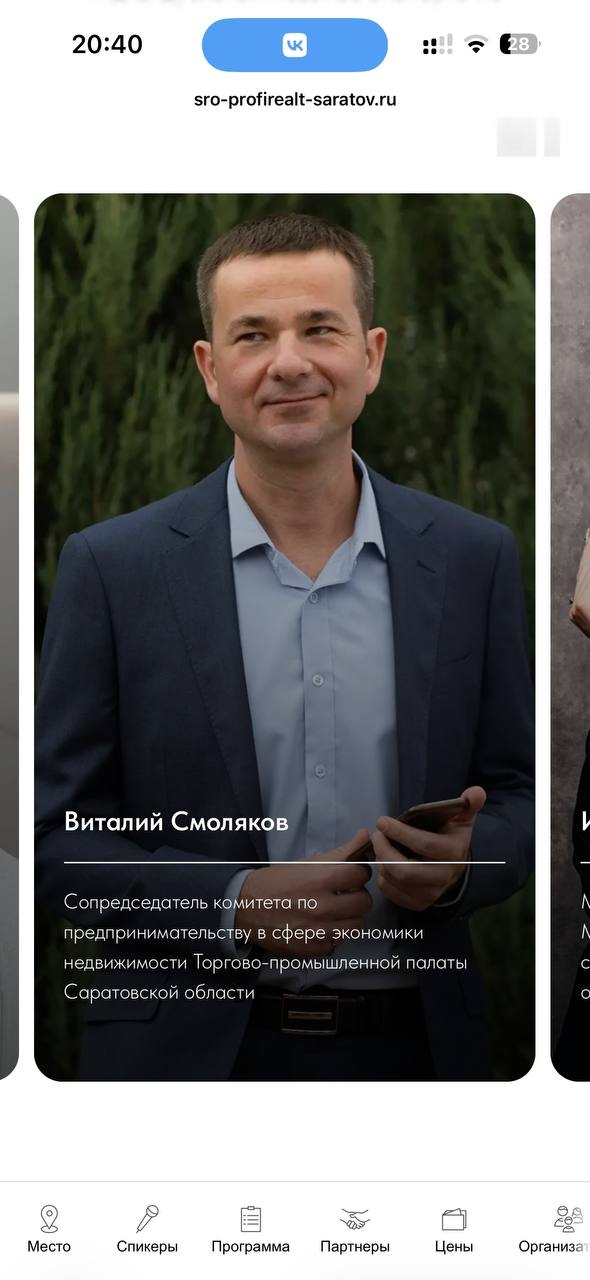 20:40
28
sro-profirealt-saratov.ru
Виталий Смоляков
Сопредседатель комитета по
предпринимательству в сфере экономики
недвижимости Торгово-промышленной палаты
Саратовской области
Место
Спикеры
Программа
Партнеры
Цены